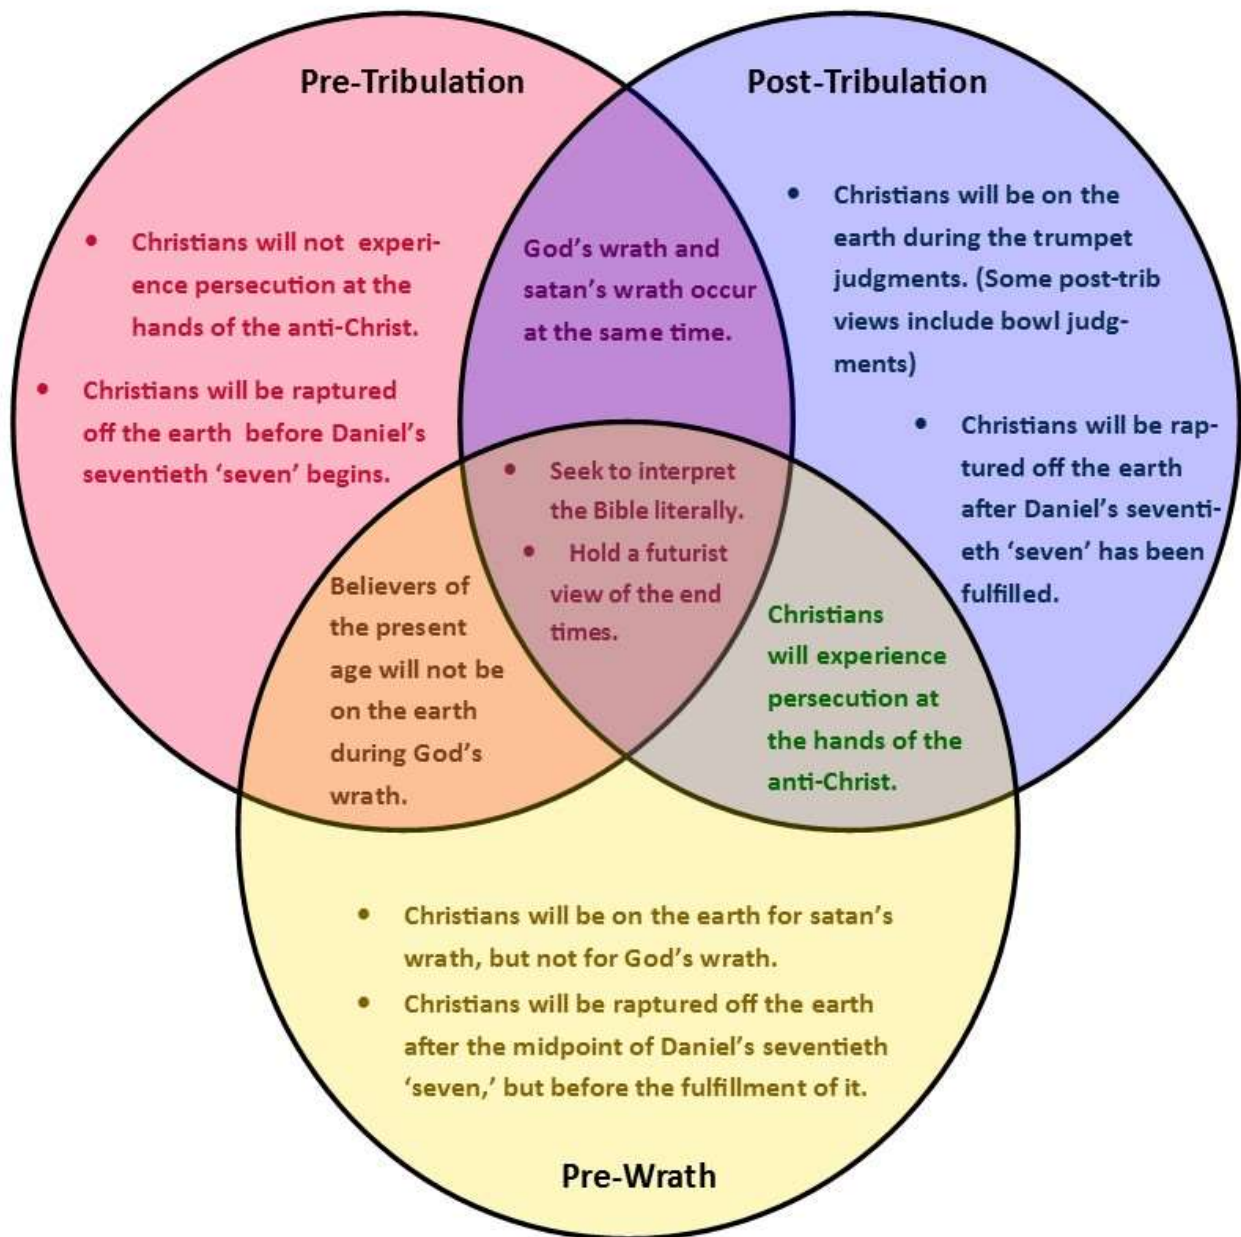 Pre-Tribulation
• Christians will not experi-
ence persecution at the
hands of the anti-Christ.
• Christians will be raptured
off the earth before Daniel's
seventieth ‘seven’ begins.
God’s wrath and
satan’s wrath occur
at the same time.
Post-Tribulation
• Christians will be on the
earth during the trumpet
judgments. (Some post-trib
views include bowl judg-
ments)
• Christians will be rap-
tured off the earth
after Daniel’s seventi-
eth ‘seven’ has been
fulfilled.
• Seek to interpret
the Bible literally.
• Hold a futurist
view of the end
times.
Believers of
the present
age will not be
on the earth
during God’s
wrath.
Christians
will experience
persecution at
the hands of the
anti-Christ.
• Christians will be on the earth for satan’s
wrath, but not for God’s wrath.
• Christians will be raptured off the earth
after the midpoint of Daniel’s seventieth
‘seven,’ but before the fulfillment of it.
Pre-Wrath